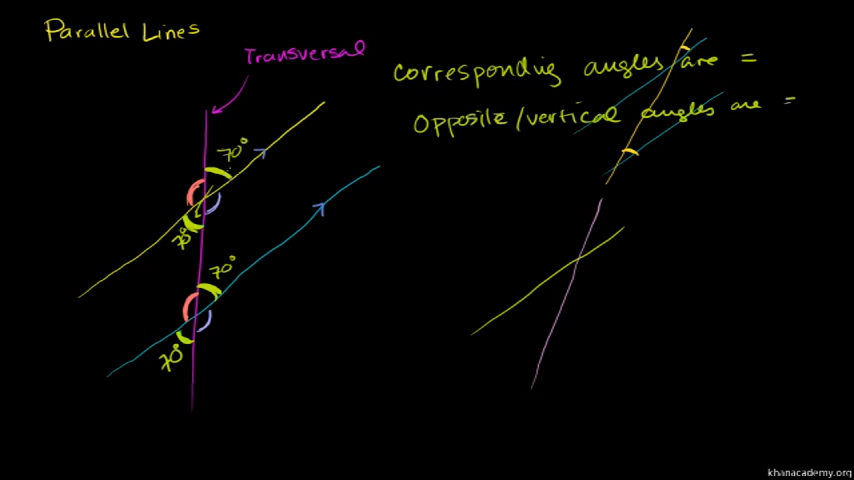 Parallel Lines
Transversal
corresponding angles are =
Opposite/vertical angles are =
70°
70°
70°
70°
khanacademy.org